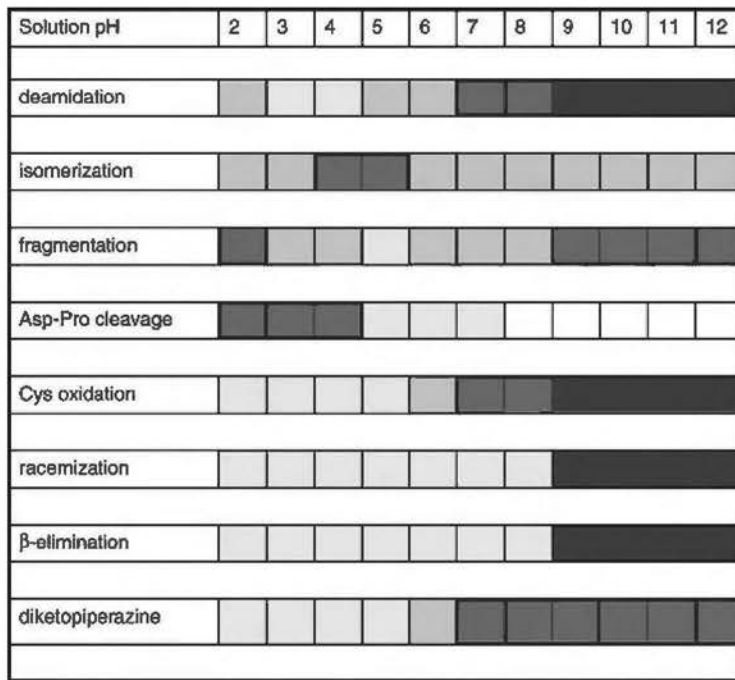 Solution pH 2 3 4 5 6 7 8 9 10 11 12
deamidation
isomerization
fragmentation
Asp-Pro cleavage
Cys oxidation
racemization
β-elimination
diketopiperazine